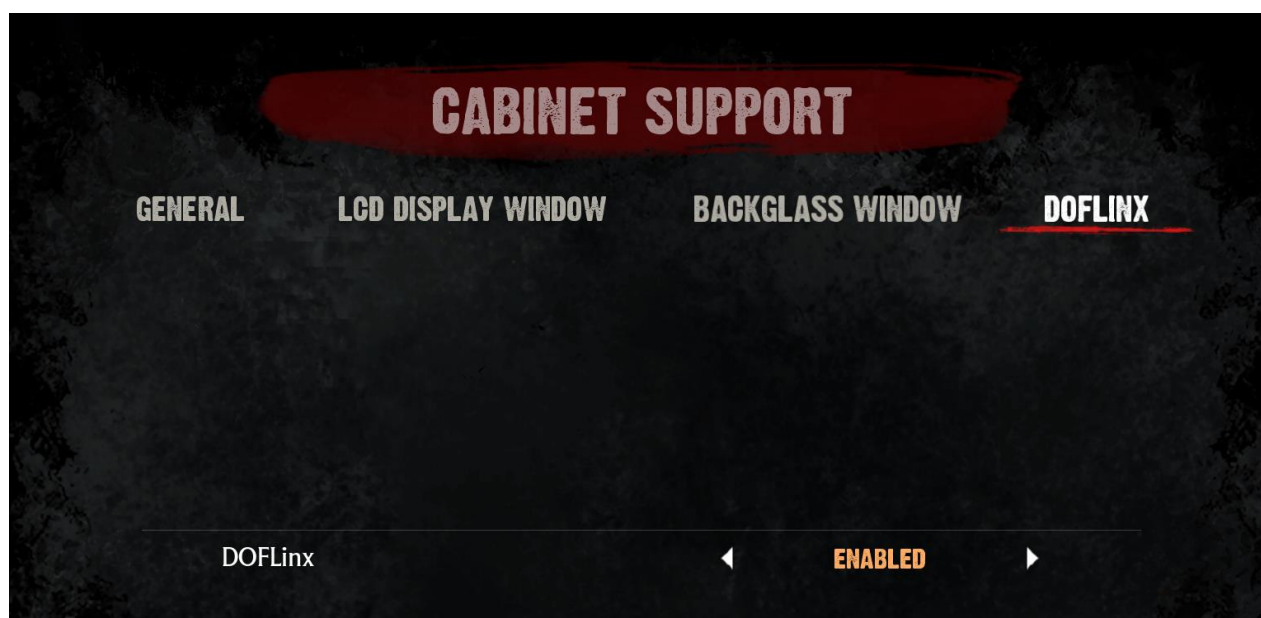 CABINET SUPPORT
GENERAL LCD DISPLAY WINDOW BACKGLASS WINDOW DOFLINX
DOFLinx ENABLED